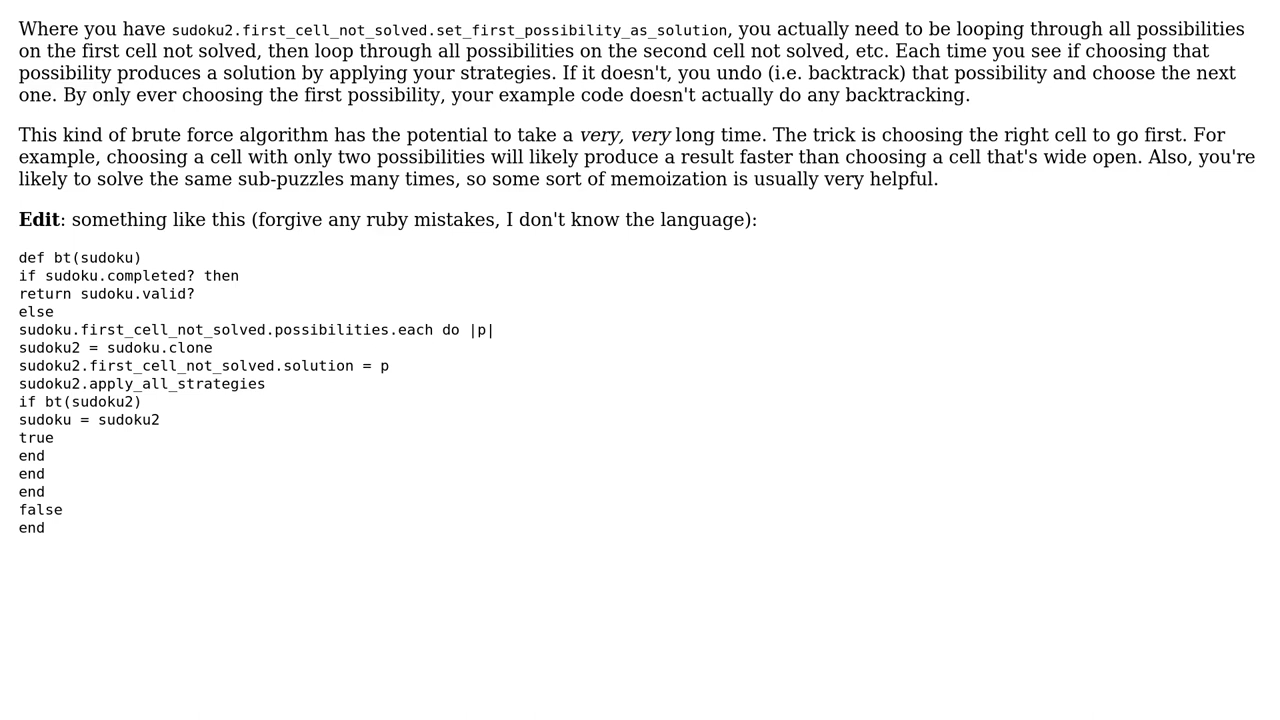 Where you have sudoku2.first_cell_not_solved.set_first_possibility_as_solution, you actually need to be looping through all possibilities
on the first cell not solved, then loop through all possibilities on the second cell not solved, etc. Each time you see if choosing that
possibility produces a solution by applying your strategies. If it doesn't, you undo (i.e. backtrack) that possibility and choose the next
one. By only ever choosing the first possibility, your example code doesn't actually do any backtracking.
This kind of brute force algorithm has the potential to take a very, very long time. The trick is choosing the right cell to go first. For
example, choosing a cell with only two possibilities will likely produce a result faster than choosing a cell that's wide open. Also, you're
likely to solve the same sub-puzzles many times, so some sort of memoization is usually very helpful.
Edit: something like this (forgive any ruby mistakes, I don't know the language):
def bt(sudoku)
if sudoku.completed? then
return sudoku.valid?
else
sudoku.first_cell_not_solved.possibilities.each do |p|
sudoku2 = sudoku.clone
sudoku2.first_cell_not_solved.solution = p
sudoku2.apply_all_strategies
if bt(sudoku2)
sudoku = sudoku2
true
end
end
end
false
end